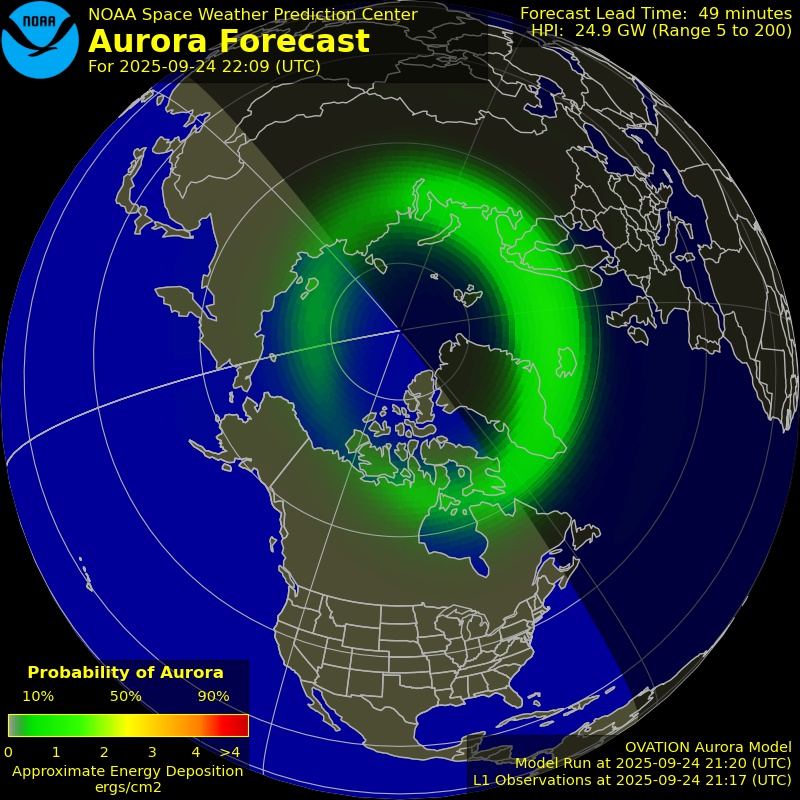 NOAA
NOAA Space Weather Prediction Center
Aurora Forecast
For 2025-09-24 22:09 (UTC)
Forecast Lead Time: 49 minutes
HPI: 24.9 GW (Range 5 to 200)
Probability of Aurora
10% 50% 90%
0 1 2 3 4 >4
Approximate Energy Deposition
ergs/cm2
OVATION Aurora Model
Model Run at 2025-09-24 21:20 (UTC)
L1 Observations at 2025-09-24 21:17 (UTC)